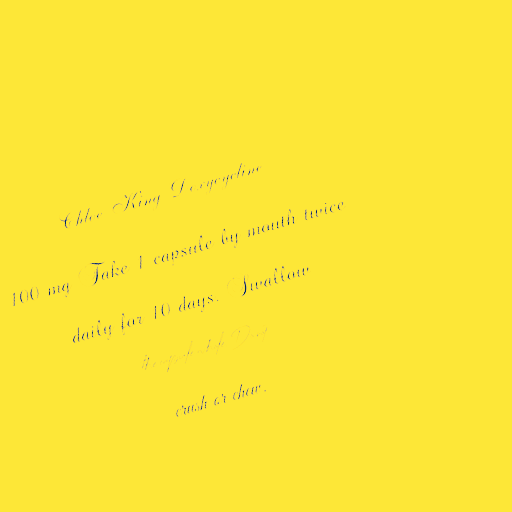 Chloe King Doxycycline
100 mg Take 1 capsule by mouth twice
daily for 10 days. Swallow
crush or chew.